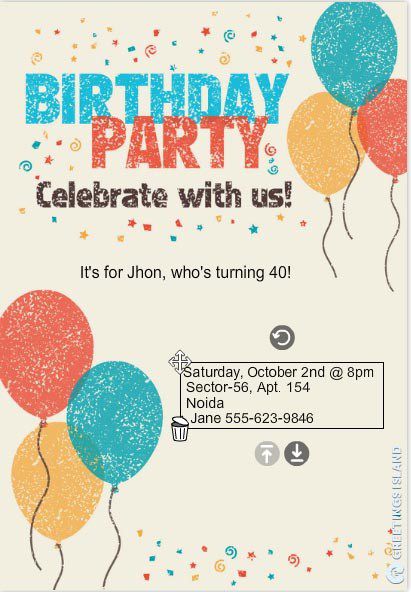 BIRTHDAY
PARTY
Celebrate with us!
It's for Jhon, who's turning 40!
Saturday, October 2nd @ 8pm
Sector-56, Apt. 154
Noida
Jane 555-623-9846
GREETINGS ISLAND